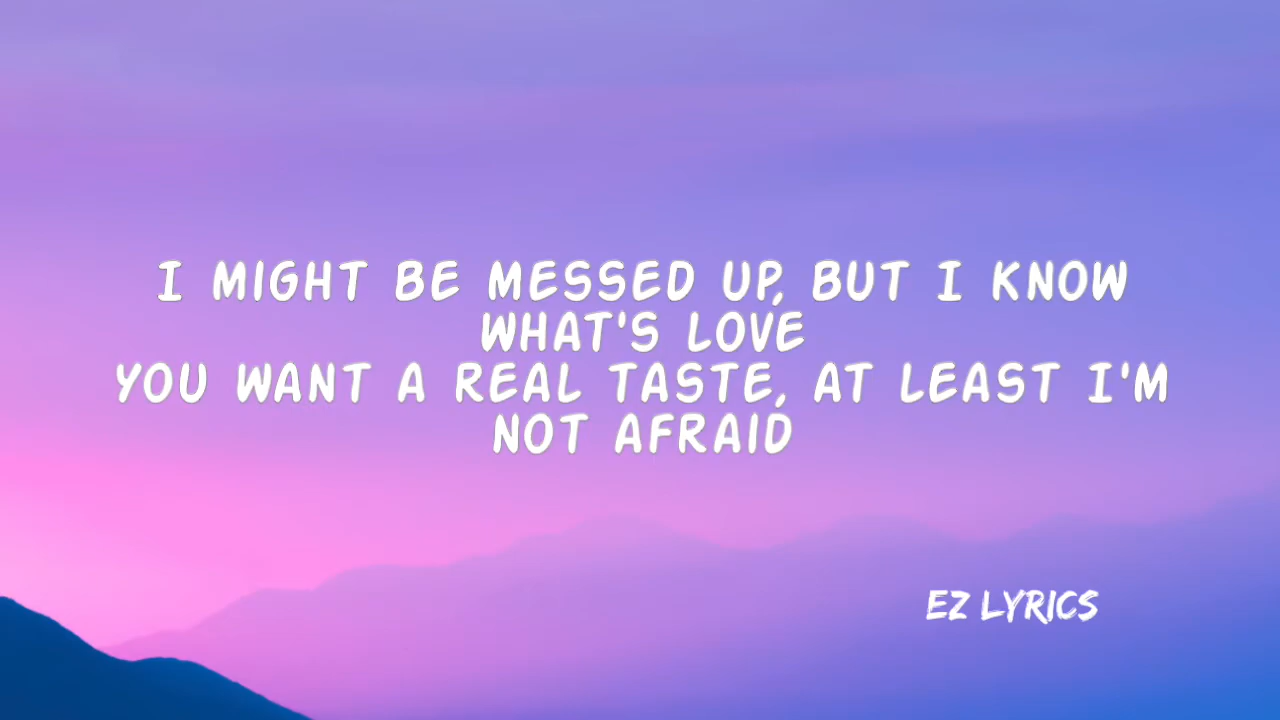 I MIGHT BE MESSED UP, BUT I KNOW
WHAT'S LOVE
YOU WANT A REAL TASTE, AT LEAST I'M
NOT AFRAID
EZ LYRICS